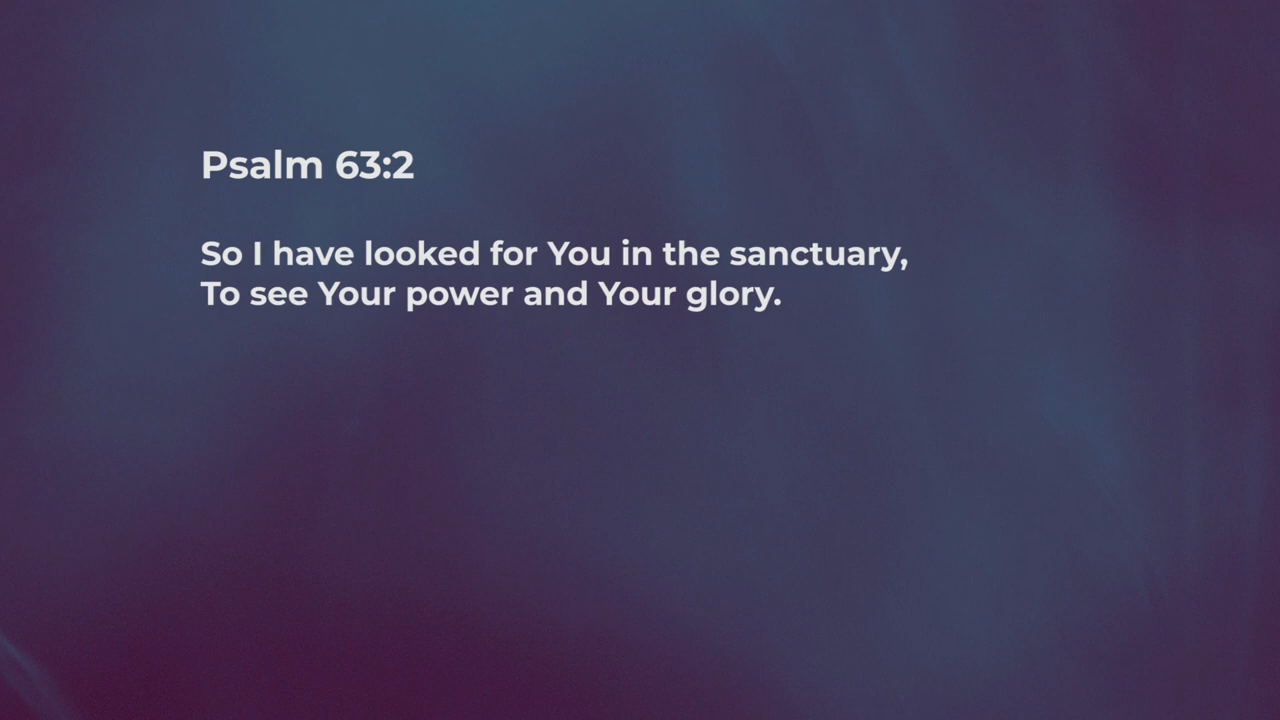 Psalm 63:2
So I have looked for You in the sanctuary,
To see Your power and Your glory.